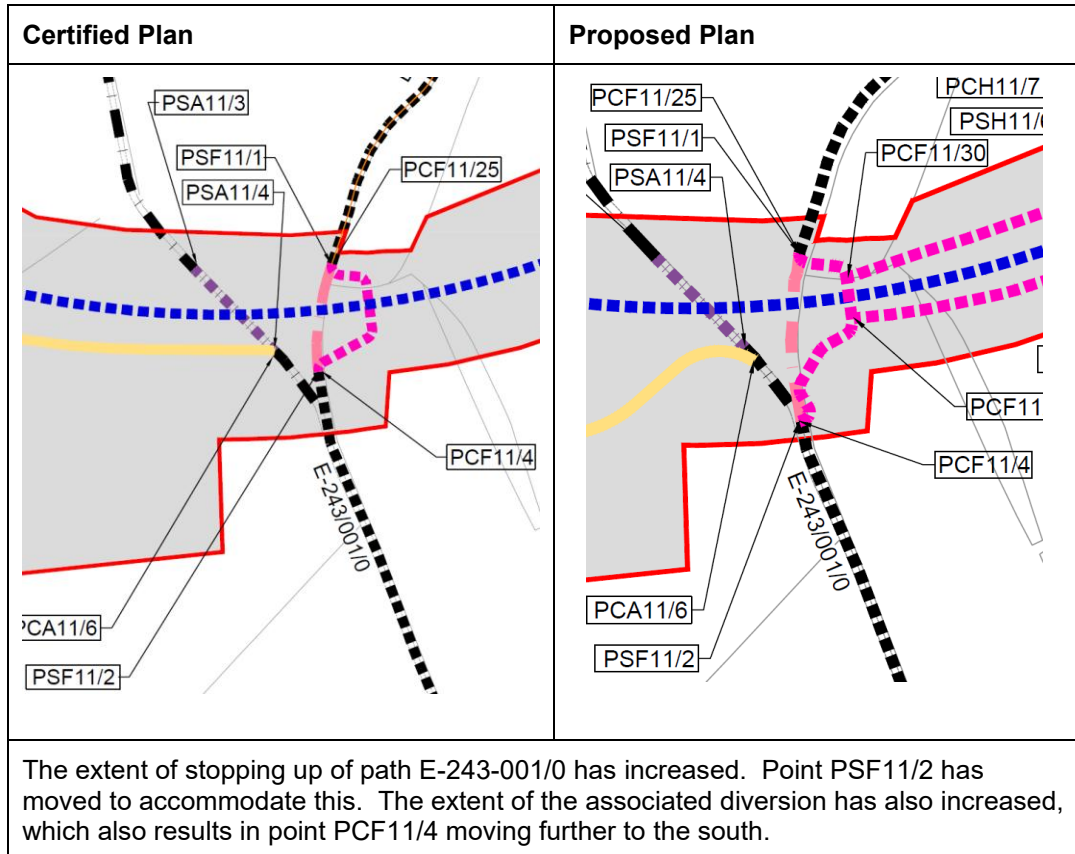 Certified Plan
Proposed Plan
PSA11/3
PSF11/1
PSA11/4
PCF11/25
PCF11/4
E-243/001/0
PCA11/6
PSF11/2
PCF11/25
PSF11/1
PSA11/4
PCH11/7
PSH11/6
PCF11/30
PCF11
PCF11/4
E-243/001/0
PCA11/6
PSF11/2
The extent of stopping up of path E-243-001/0 has increased. Point PSF11/2 has
moved to accommodate this. The extent of the associated diversion has also increased,
which also results in point PCF11/4 moving further to the south.